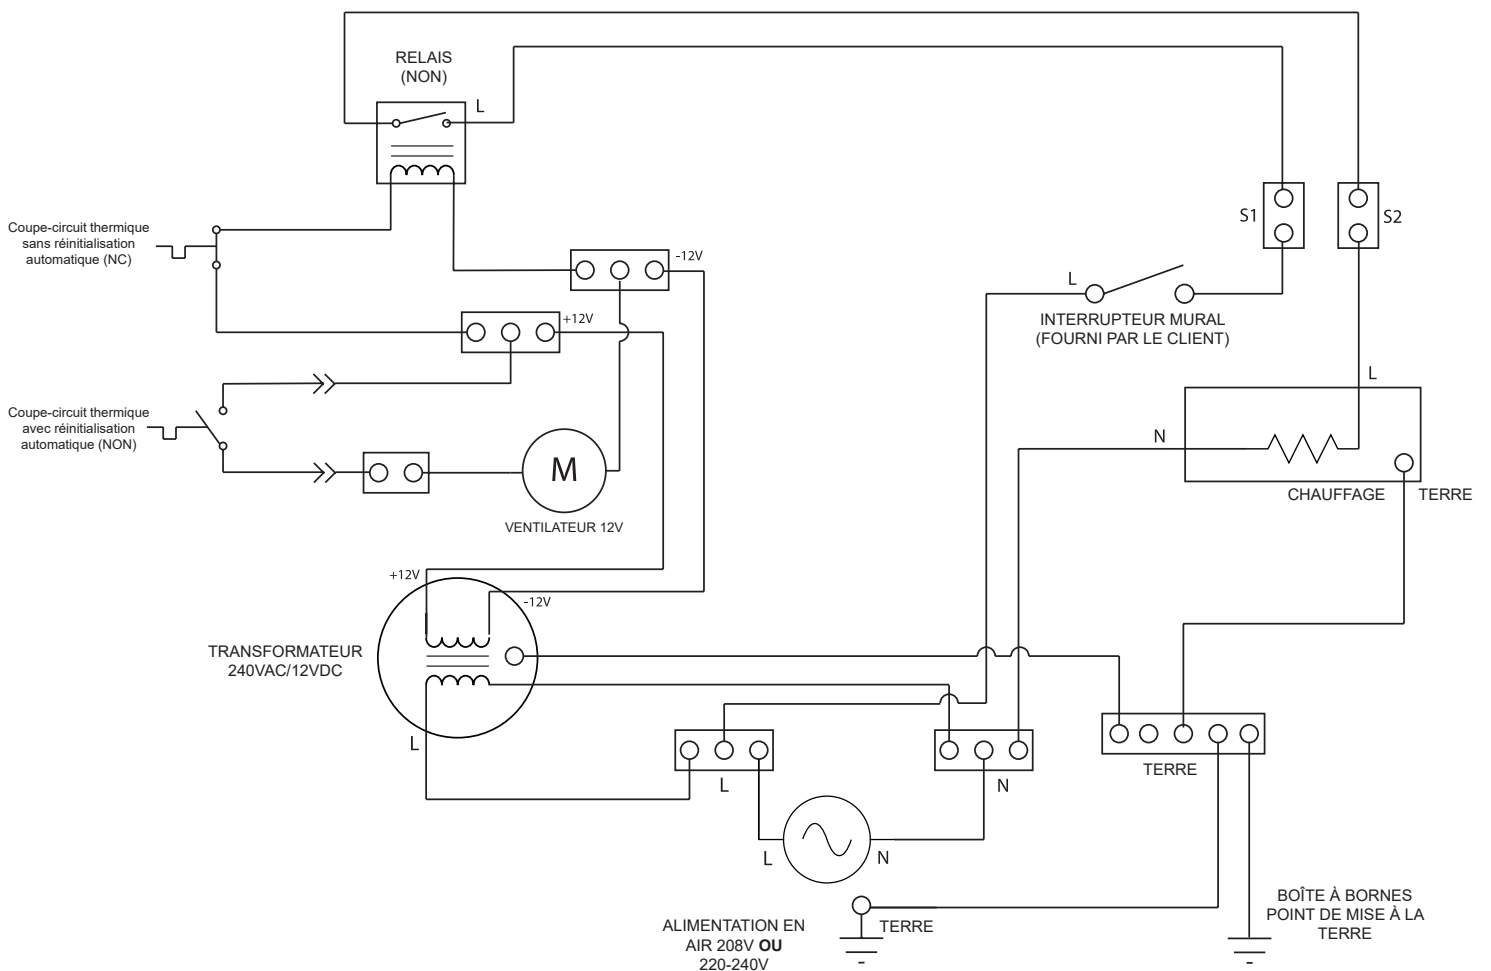 RELAIS
(NON)
L
Coupe-circuit thermique
sans réinitialisation
automatique (NC)
-12V
+12V
S1
S2
L
INTERRUPTEUR MURAL
(FOURNI PAR LE CLIENT)
L
N
CHAUFFAGE
TERRE
Coupe-circuit thermique
avec réinitialisation
automatique (NON)
M
VENTILATEUR 12V
+12V
-12V
TRANSFORMATEUR
240VAC/12VDC
L
L
N
TERRE
L
N
TERRE
ALIMENTATION EN
AIR 208V OU
220-240V
BOÎTE À BORNES
POINT DE MISE À LA
TERRE